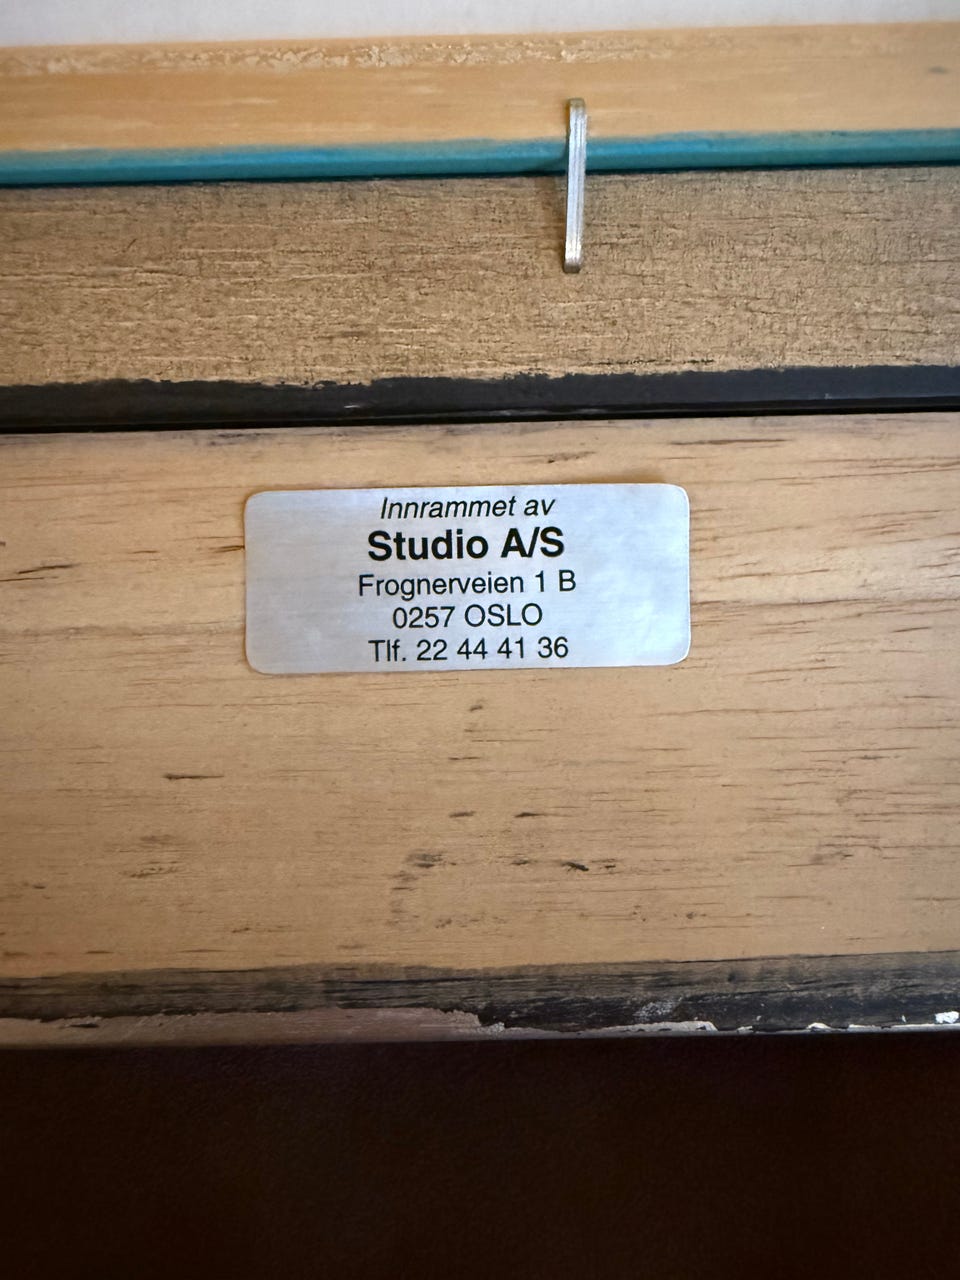 Innrammet av
Studio A/S
Frognerveien 1 B
0257 OSLO
Tlf. 22 44 41 36